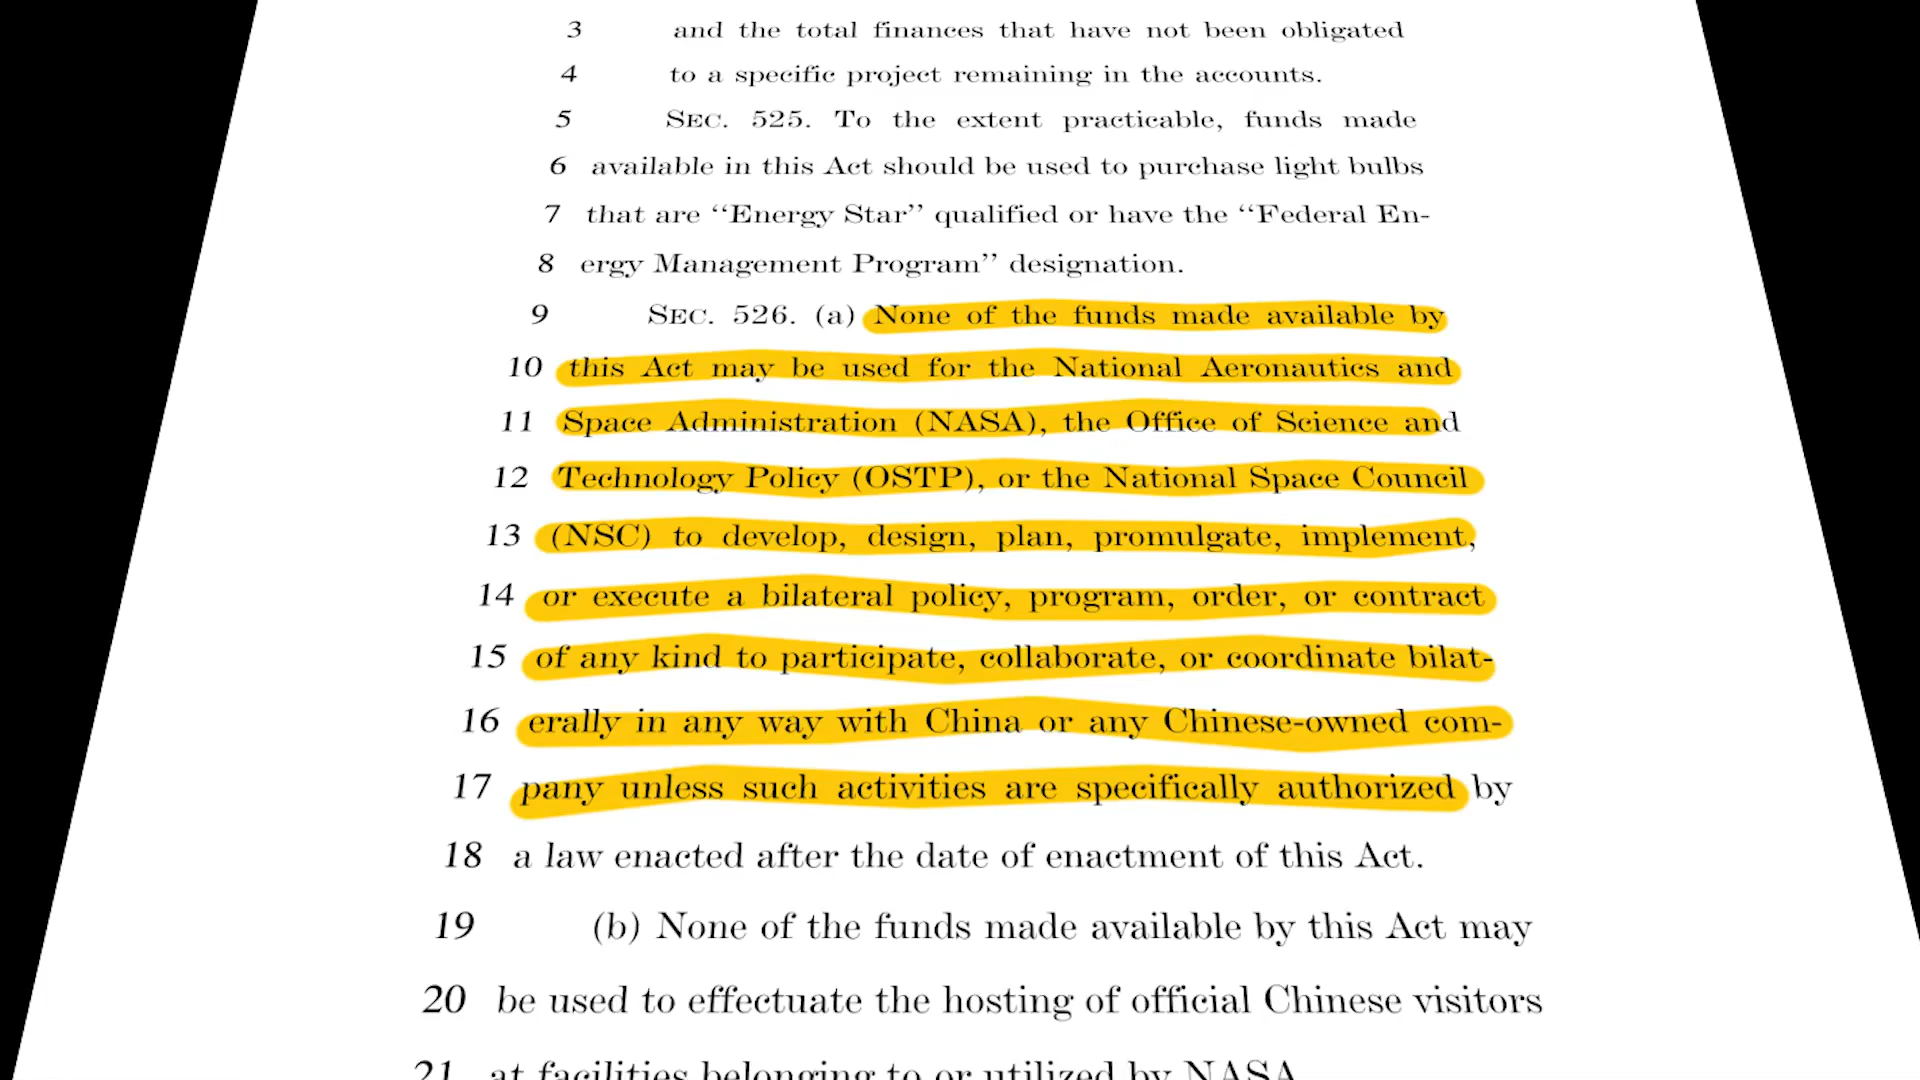 3 and the total finances that have not been obligated
4 to a specific project remaining in the accounts.
5 SEC. 525. To the extent practicable, funds made
6 available in this Act should be used to purchase light bulbs
7 that are ‘‘Energy Star’’ qualified or have the ‘‘Federal En-
8 ergy Management Program’’ designation.
9 SEC. 526. (a) None of the funds made available by
10 this Act may be used for the National Aeronautics and
11 Space Administration (NASA), the Office of Science and
12 Technology Policy (OSTP), or the National Space Council
13 (NSC) to develop, design, plan, promulgate, implement,
14 or execute a bilateral policy, program, order, or contract
15 of any kind to participate, collaborate, or coordinate bilat-
16 erally in any way with China or any Chinese-owned com-
17 pany unless such activities are specifically authorized by
18 a law enacted after the date of enactment of this Act.
19 (b) None of the funds made available by this Act may
20 be used to effectuate the hosting of official Chinese visitors
21 at facilities belonging to or utilized by NASA